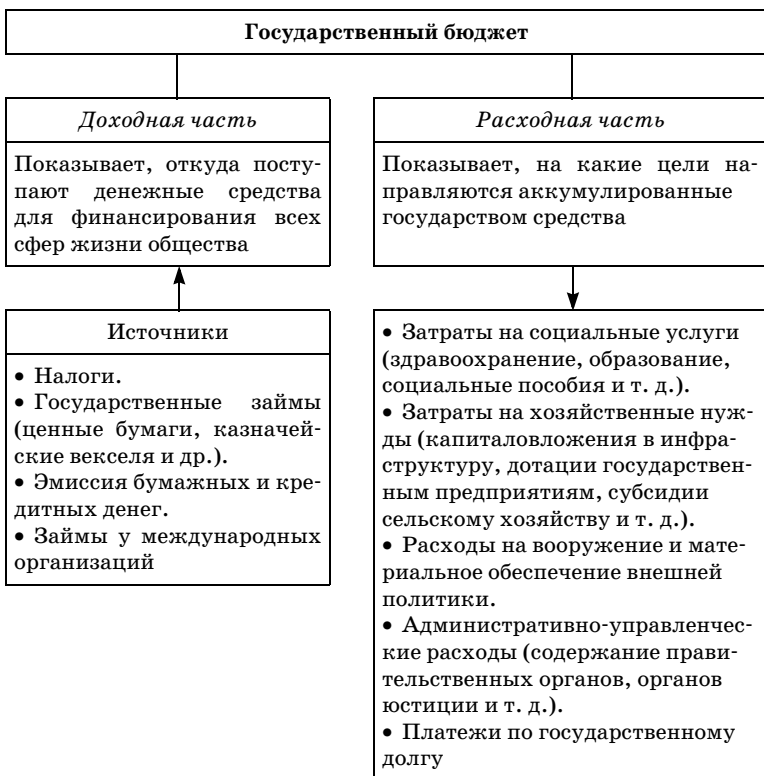 Государственный бюджет
Доходная часть
Показывает, откуда посту-
пают денежные средства
для финансирования всех
сфер жизни общества
Источники
• Налоги.
• Государственные займы
(ценные бумаги, казначей-
ские векселя и др.).
• Эмиссия бумажных и кре-
дитных денег.
• Займы у международных
организаций
Расходная часть
Показывает, на какие цели на-
правляются аккумулированные
государством средства
• Затраты на социальные услуги
(здравоохранение, образование,
социальные пособия и т. д.).
• Затраты на хозяйственные нуж-
ды (капиталовложения в инфра-
структуру, дотации государствен-
ным предприятиям, субсидии
сельскому хозяйству и т. д.).
• Расходы на вооружение и мате-
риальное обеспечение внешней
политики.
• Административно-управленчес-
кие расходы (содержание прави-
тельственных органов, органов
юстиции и т. д.).
• Платежи по государственному
долгу